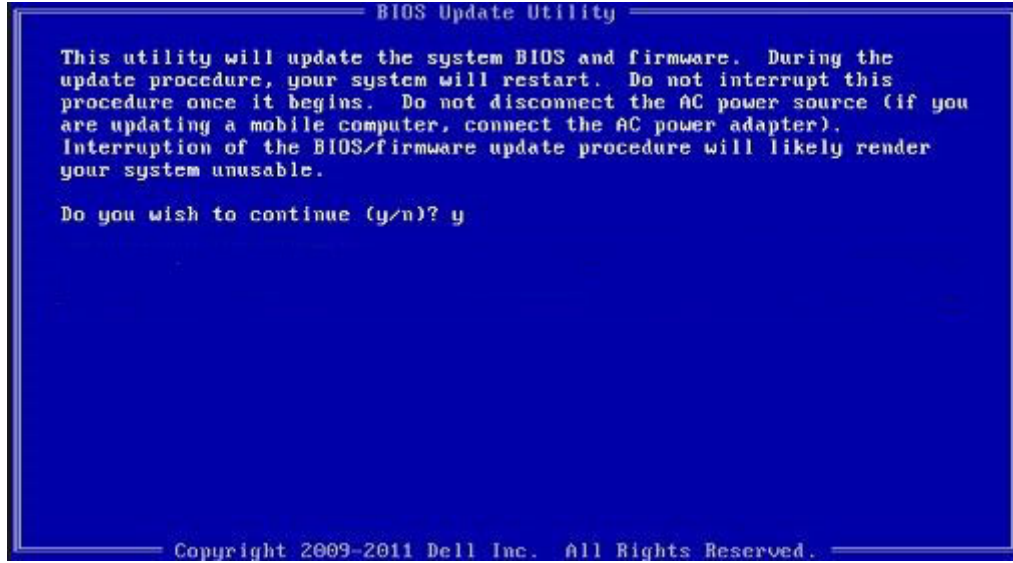 BIOS Update Utility
This utility will update the system BIOS and firmware. During the
update procedure, your system will restart. Do not interrupt this
procedure once it begins. Do not disconnect the AC power source (if you
are updating a mobile computer, connect the AC power adapter).
Interruption of the BIOS/firmware update procedure will likely render
your system unusable.
Do you wish to continue (y/n)? y
Copyright 2009-2011 Dell Inc. All Rights Reserved.